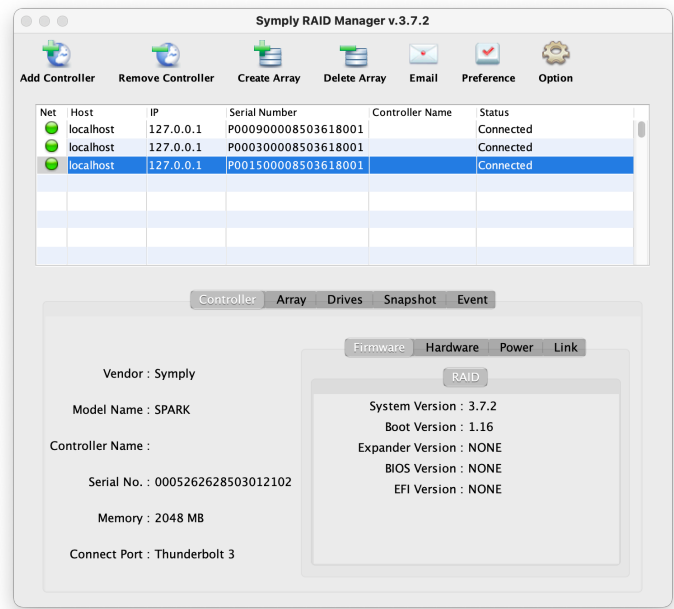 Symply RAID Manager v.3.7.2
Add Controller Remove Controller Create Array Delete Array Email Preference Option
Net Host IP Serial Number Controller Name Status
localhost 127.0.0.1 P000900008503618001 Connected
localhost 127.0.0.1 P000300008503618001 Connected
localhost 127.0.0.1 P001500008503618001 Connected
Controller Array Drives Snapshot Event
Firmware Hardware Power Link
RAID
Vendor : Symply
Model Name : SPARK
Controller Name :
Serial No. : 0005262628503012102
Memory : 2048 MB
Connect Port : Thunderbolt 3
System Version : 3.7.2
Boot Version : 1.16
Expander Version : NONE
BIOS Version : NONE
EFI Version : NONE